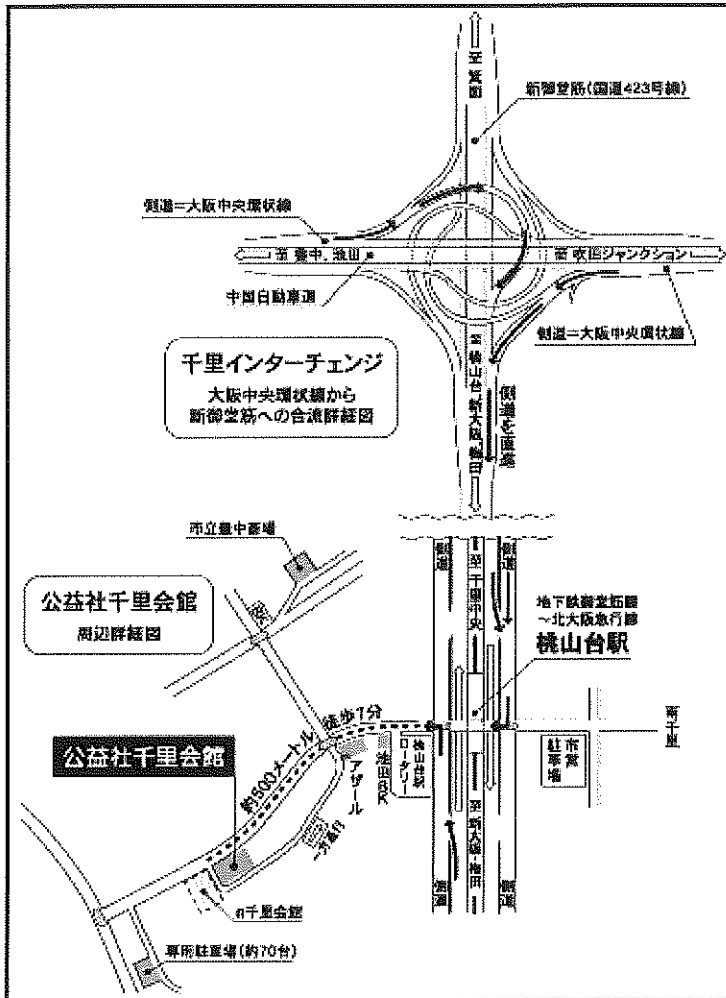 至 箕面
新御堂筋(国道423号線)
側道=大阪中央環状線
至 豊中、池田
至 吹田ジャンクション
中国自動車道
側道=大阪中央環状線
千里インターチェンジ
大阪中央環状線から
新御堂筋への合流詳細図
至 桃山台、新大阪、梅田
側道を直進
市立豊中斎場
側道
至 千里中央
側道
公益社千里会館
周辺詳細図
地下鉄御堂筋線
~北大阪急行線
桃山台駅
南千里
徒歩7分
約500メートル
公益社千里会館
アザール
池田BK
桃山台駅
ロータリー
市営
駐車場
至 新大阪・梅田
側道
側道
千里会館
専用駐車場(約70台)